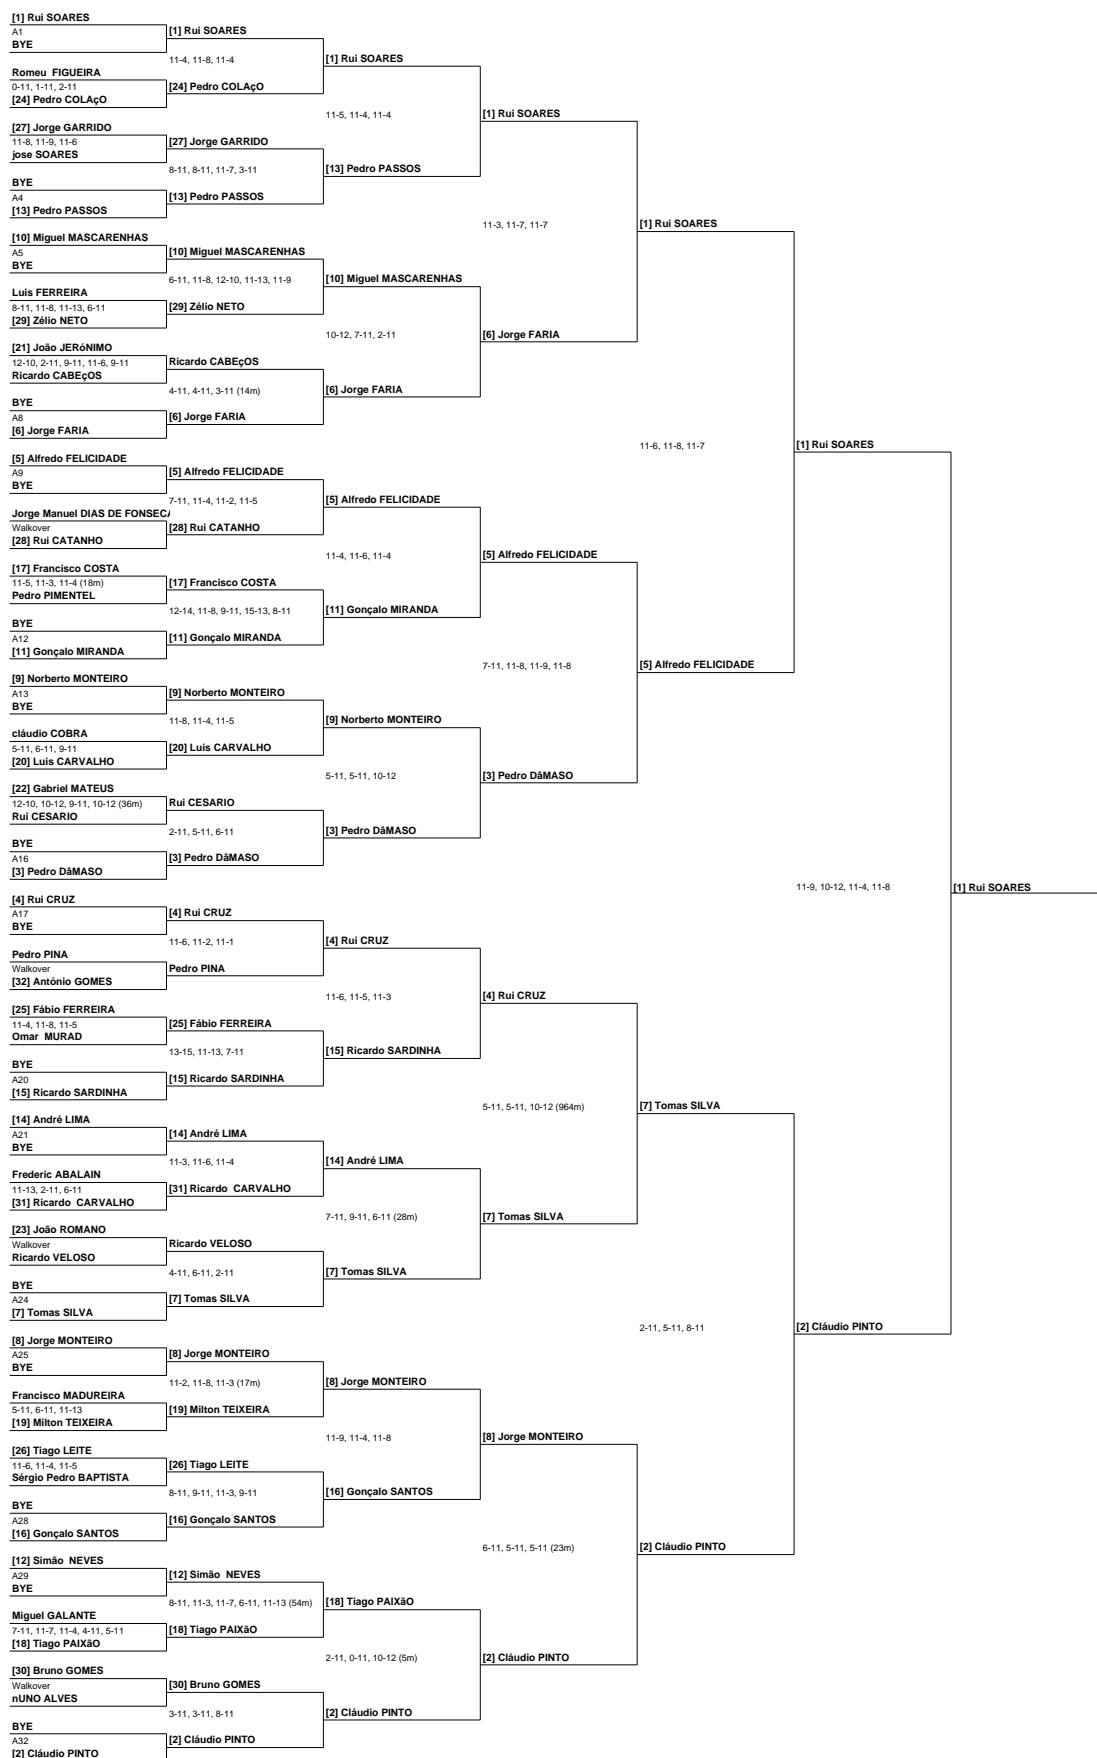 [1] Rui SOARES
A1
BYE
[1] Rui SOARES
11-4, 11-8, 11-4
[1] Rui SOARES
Romeu  FIGUEIRA
0-11, 1-11, 2-11
[24] Pedro COLAçO
[24] Pedro COLAçO
11-5, 11-4, 11-4
[1] Rui SOARES
[27] Jorge GARRIDO
11-8, 11-9, 11-6
jose SOARES
[27] Jorge GARRIDO
8-11, 8-11, 11-7, 3-11
[13] Pedro PASSOS
BYE
A4
[13] Pedro PASSOS
[13] Pedro PASSOS
11-3, 11-7, 11-7
[1] Rui SOARES
[10] Miguel MASCARENHAS
A5
BYE
[10] Miguel MASCARENHAS
6-11, 11-8, 12-10, 11-13, 11-9
[10] Miguel MASCARENHAS
Luis FERREIRA
8-11, 11-8, 11-13, 6-11
[29] Zélio NETO
[29] Zélio NETO
10-12, 7-11, 2-11
[6] Jorge FARIA
[21] João JERóNIMO
12-10, 2-11, 9-11, 11-6, 9-11
Ricardo CABEçOS
Ricardo CABEçOS
4-11, 4-11, 3-11 (14m)
[6] Jorge FARIA
BYE
A8
[6] Jorge FARIA
[6] Jorge FARIA
11-6, 11-8, 11-7
[1] Rui SOARES
[5] Alfredo FELICIDADE
A9
BYE
[5] Alfredo FELICIDADE
7-11, 11-4, 11-2, 11-5
[5] Alfredo FELICIDADE
Jorge Manuel DIAS DE FONSECA
Walkover
[28] Rui CATANHO
[28] Rui CATANHO
11-4, 11-6, 11-4
[5] Alfredo FELICIDADE
[17] Francisco COSTA
11-5, 11-3, 11-4 (18m)
Pedro PIMENTEL
[17] Francisco COSTA
12-14, 11-8, 9-11, 15-13, 8-11
[11] Gonçalo MIRANDA
BYE
A12
[11] Gonçalo MIRANDA
[11] Gonçalo MIRANDA
7-11, 11-8, 11-9, 11-8
[5] Alfredo FELICIDADE
[9] Norberto MONTEIRO
A13
BYE
[9] Norberto MONTEIRO
11-8, 11-4, 11-5
[9] Norberto MONTEIRO
cláudio COBRA
5-11, 6-11, 9-11
[20] Luis CARVALHO
[20] Luis CARVALHO
5-11, 5-11, 10-12
[3] Pedro DâMASO
[22] Gabriel MATEUS
12-10, 10-12, 9-11, 10-12 (36m)
Rui CESARIO
Rui CESARIO
2-11, 5-11, 6-11
[3] Pedro DâMASO
BYE
A16
[3] Pedro DâMASO
[3] Pedro DâMASO
11-9, 10-12, 11-4, 11-8
[1] Rui SOARES
[4] Rui CRUZ
A17
BYE
[4] Rui CRUZ
11-6, 11-2, 11-1
[4] Rui CRUZ
Pedro PINA
Walkover
[32] António GOMES
Pedro PINA
11-6, 11-5, 11-3
[4] Rui CRUZ
[25] Fábio FERREIRA
11-4, 11-8, 11-5
Omar  MURAD
[25] Fábio FERREIRA
13-15, 11-13, 7-11
[15] Ricardo SARDINHA
BYE
A20
[15] Ricardo SARDINHA
[15] Ricardo SARDINHA
5-11, 5-11, 10-12 (964m)
[7] Tomas SILVA
[14] André LIMA
A21
BYE
[14] André LIMA
11-3, 11-6, 11-4
[14] André LIMA
Frederic ABALAIN
11-13, 2-11, 6-11
[31] Ricardo  CARVALHO
[31] Ricardo  CARVALHO
7-11, 9-11, 6-11 (28m)
[7] Tomas SILVA
[23] João ROMANO
Walkover
Ricardo VELOSO
Ricardo VELOSO
4-11, 6-11, 2-11
[7] Tomas SILVA
BYE
A24
[7] Tomas SILVA
[7] Tomas SILVA
2-11, 5-11, 8-11
[2] Cláudio PINTO
[8] Jorge MONTEIRO
A25
BYE
[8] Jorge MONTEIRO
11-2, 11-8, 11-3 (17m)
[8] Jorge MONTEIRO
Francisco MADUREIRA
5-11, 6-11, 11-13
[19] Milton TEIXEIRA
[19] Milton TEIXEIRA
11-9, 11-4, 11-8
[8] Jorge MONTEIRO
[26] Tiago LEITE
11-6, 11-4, 11-5
Sérgio Pedro BAPTISTA
[26] Tiago LEITE
8-11, 9-11, 11-3, 9-11
[16] Gonçalo SANTOS
BYE
A28
[16] Gonçalo SANTOS
[16] Gonçalo SANTOS
6-11, 5-11, 5-11 (23m)
[2] Cláudio PINTO
[12] Simão  NEVES
A29
BYE
[12] Simão  NEVES
8-11, 11-3, 11-7, 6-11, 11-13 (54m)
[18] Tiago PAIXãO
Miguel GALANTE
7-11, 11-7, 11-4, 4-11, 5-11
[18] Tiago PAIXãO
[18] Tiago PAIXãO
2-11, 0-11, 10-12 (5m)
[2] Cláudio PINTO
[30] Bruno GOMES
Walkover
nUNO ALVES
[30] Bruno GOMES
3-11, 3-11, 8-11
[2] Cláudio PINTO
BYE
A32
[2] Cláudio PINTO
[2] Cláudio PINTO